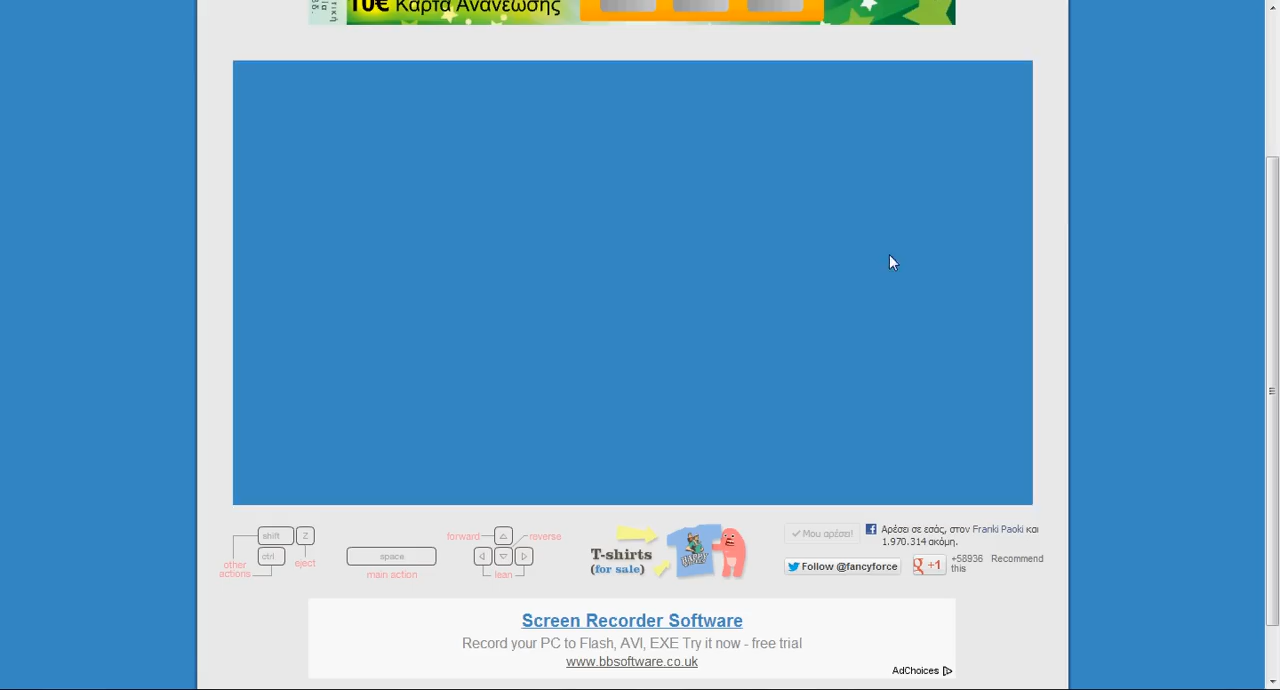 10€ Κάρτα Ανανέωσης
shift
Z
ctrl
other
actions
eject
space
main action
forward
reverse
lean
T-shirts
(for sale)
Μου αρέσει!
Αρέσει σε εσάς, στον Franki Paoki και
1.970.314 ακόμη.
Follow @fancyforce
+1
+58936 Recommend
this
Screen Recorder Software
Record your PC to Flash, AVI, EXE Try it now - free trial
www.bbsoftware.co.uk
AdChoices